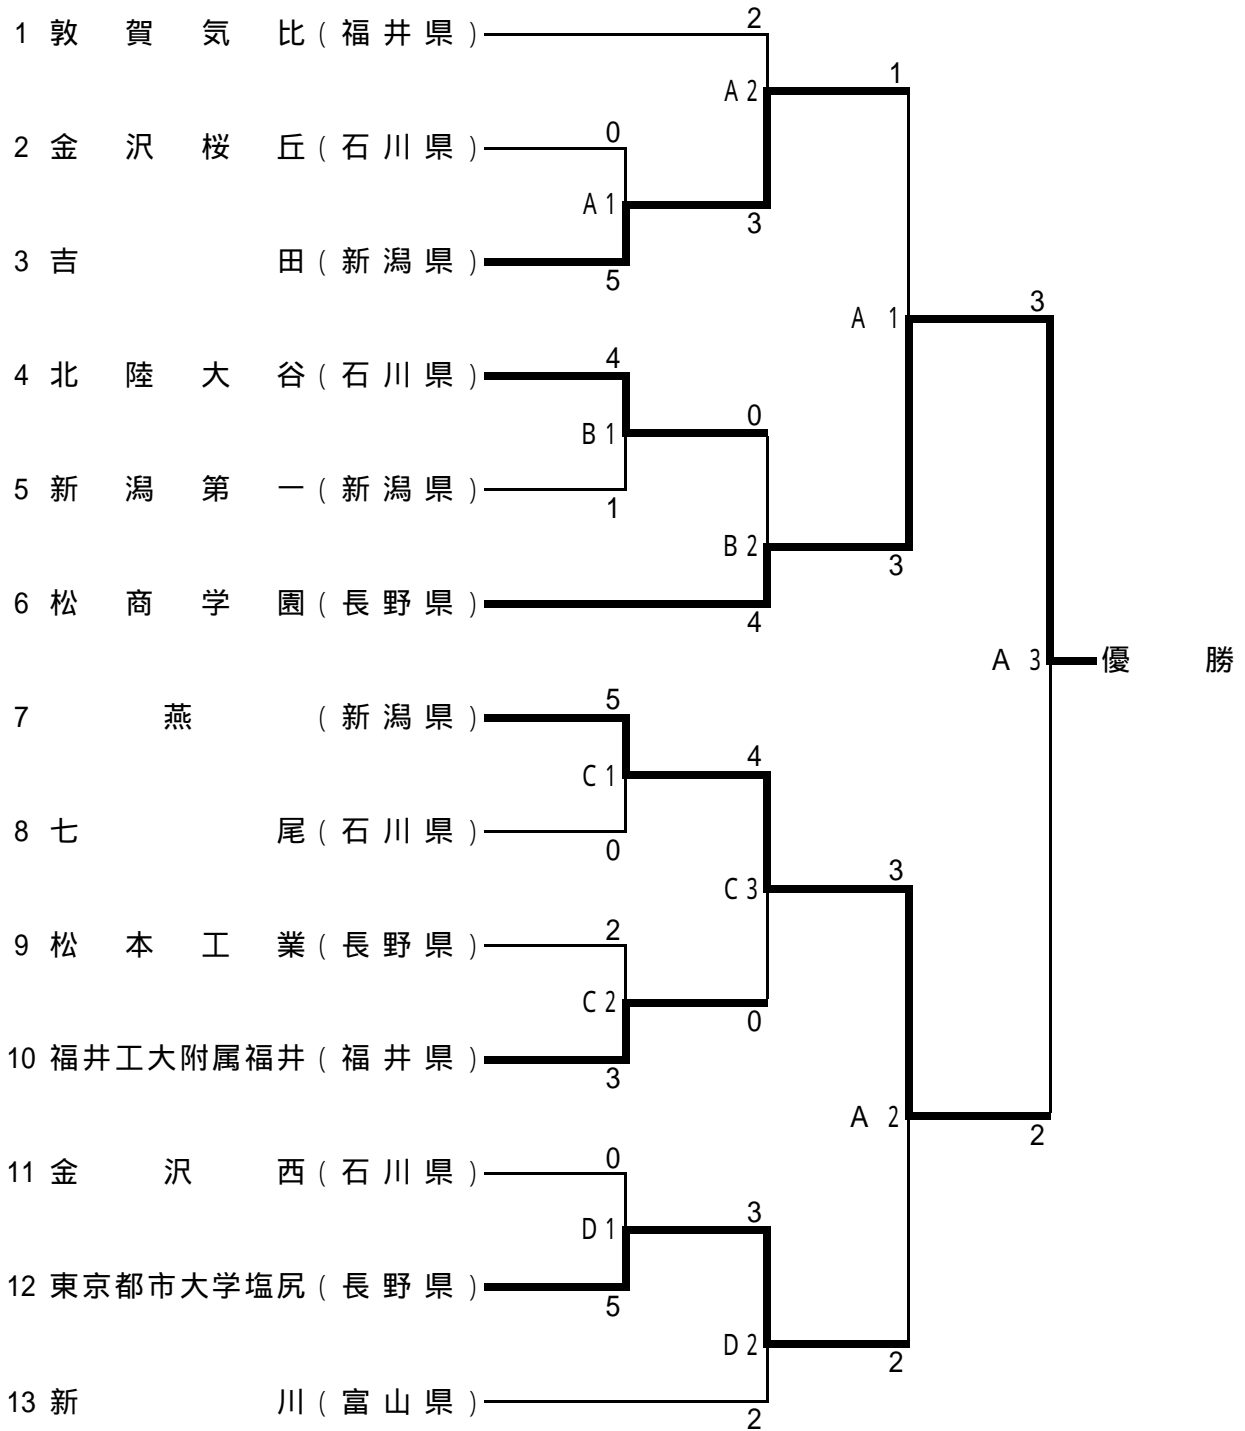 2
1 敦賀気比(福井県)
1
A 2
0
2 金沢桜丘(石川県)
A 1
3
3 吉田(新潟県)
5
3
A 1
4
4 北陸大谷(石川県)
0
B 1
5 新潟第一(新潟県)
1
B 2
3
6 松商学園(長野県)
4
A 3 優勝
5
7 燕(新潟県)
4
C 1
8 七尾(石川県)
0
3
C 3
2
9 松本工業(長野県)
C 2
0
10 福井工大附属福井(福井県)
3
A 2
2
0
11 金沢西(石川県)
3
D 1
12 東京都市大学塩尻(長野県)
5
D 2
2
13 新川(富山県)
2